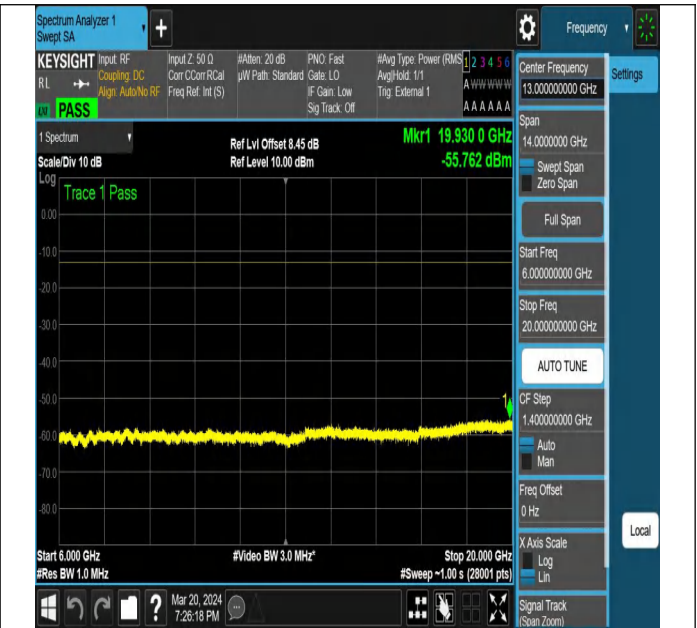 Spectrum Analyzer 1
Swept SA
+
Frequency
KEYSIGHT
RL
PASS
Input: RF
Coupling: DC
Align: Auto/No RF
Input Z: 50 Ω
Corr CCorr RCal
Freq Ref: Int (S)
#Atten: 20 dB
µW Path: Standard
PNO: Fast
Gate: LO
IF Gain: Low
Sig Track: Off
#Avg Type: Power (RMS
Avg|Hold: 1/1
Trig: External 1
1 2 3 4 5 6
A W W W W W
A A A A A A
1 Spectrum
Scale/Div 10 dB
Ref Lvl Offset 8.45 dB
Ref Level 10.00 dBm
Mkr1 19.930 0 GHz
-55.762 dBm
Log
Trace 1 Pass
0.00
-10.0
-20.0
-30.0
-40.0
-50.0
-60.0
-70.0
-80.0
1
Start 6.000 GHz
#Res BW 1.0 MHz
#Video BW 3.0 MHz*
Stop 20.000 GHz
#Sweep ~1.00 s (28001 pts)
?
Mar 20, 2024
7:26:18 PM
Center Frequency
13.000000000 GHz
Settings
Span
14.0000000 GHz
Swept Span
Zero Span
Full Span
Start Freq
6.000000000 GHz
Stop Freq
20.000000000 GHz
AUTO TUNE
CF Step
1.400000000 GHz
Auto
Man
Freq Offset
0 Hz
X Axis Scale
Log
Lin
Local
Signal Track
(Span Zoom)